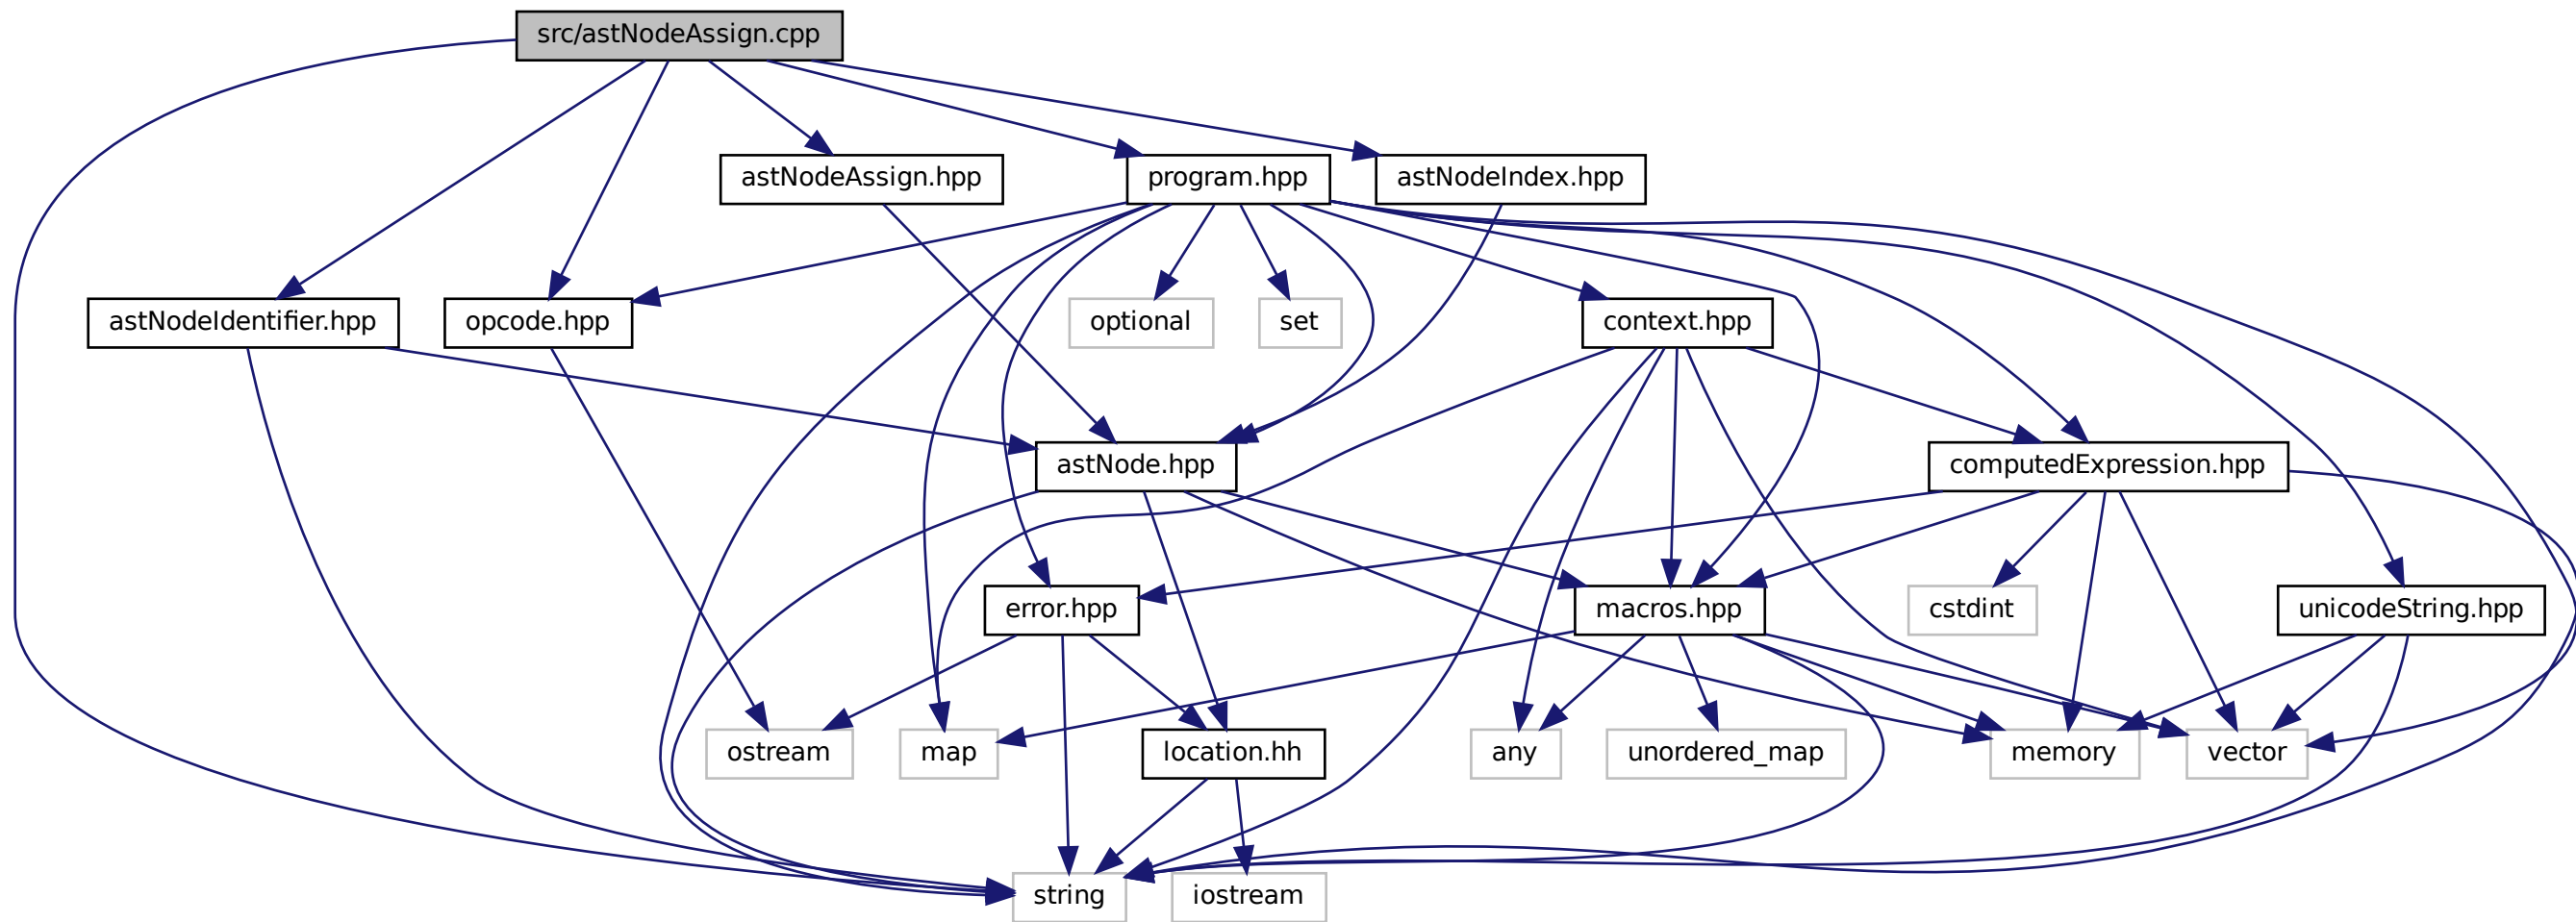 src/astNodeAssign.cpp
astNodeAssign.hpp
program.hpp
astNodeIndex.hpp
astNodeIdentifier.hpp
opcode.hpp
optional
set
context.hpp
astNode.hpp
computedExpression.hpp
error.hpp
macros.hpp
cstdint
unicodeString.hpp
ostream
map
location.hh
any
unordered_map
memory
vector
string
iostream